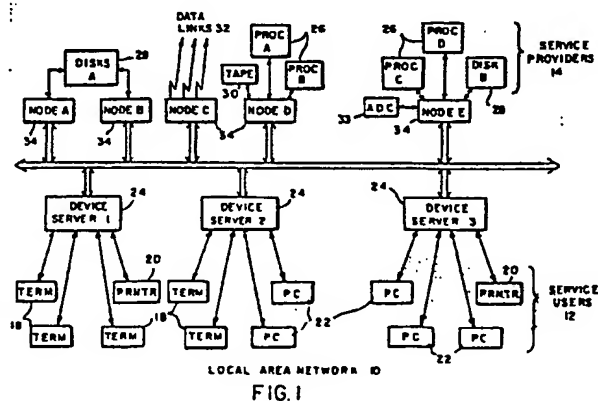 DATA
LINKS 32
26
PROC
A
26
PROC
D
SERVICE
PROVIDERS
14
DISKS
A
28
TAPE
30
PROC
B
PROC
C
DISK
B
28
ADC
33
NODE A
NODE B
NODE C
NODE D
NODE E
34
34
34
34
24
24
24
DEVICE
SERVER 1
DEVICE
SERVER 2
DEVICE
SERVER 3
20
20
TERM
PRNTR
TERM
PC
PC
PRNTR
SERVICE
USERS
12
18
TERM
TERM
18
TERM
PC
22
PC
PC
22
LOCAL AREA NETWORK 10
FIG. 1